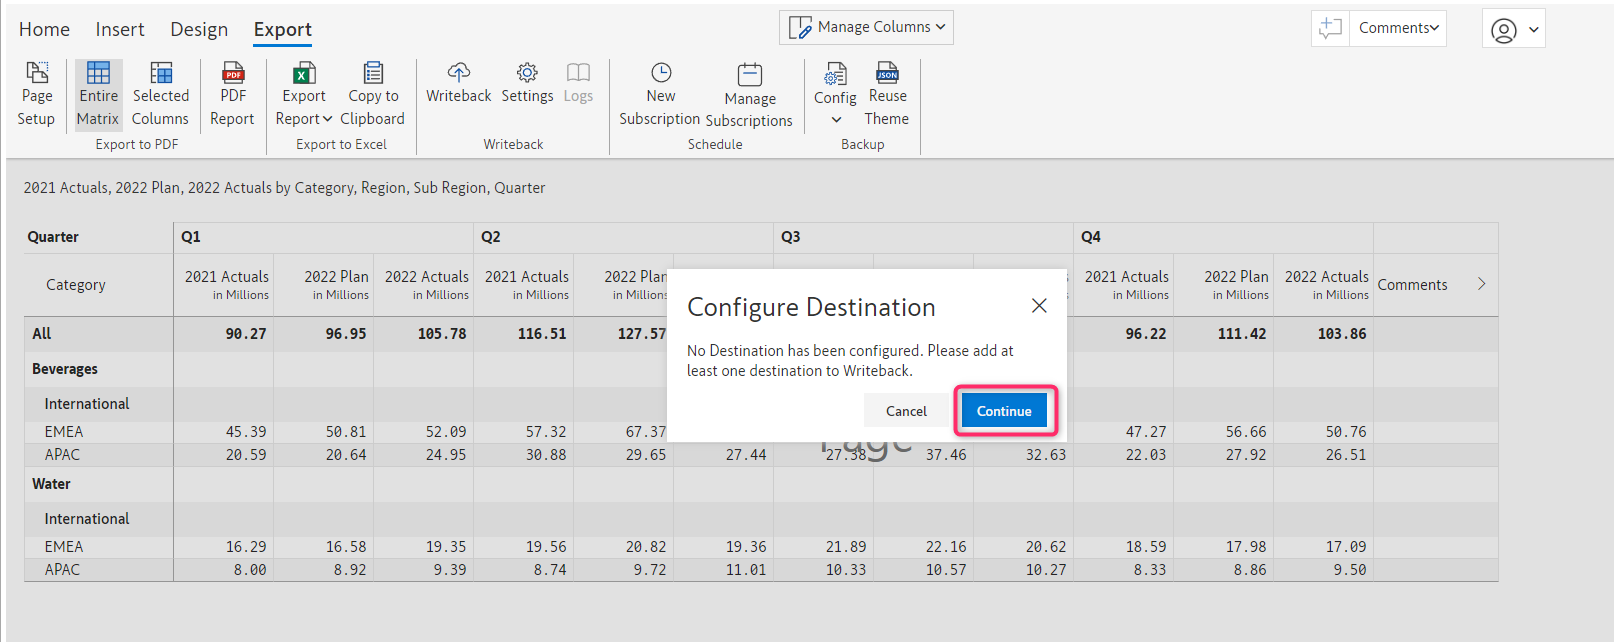 Home Insert Design Export
Manage Columns
Comments
Page Setup
Entire Matrix
Selected Columns
PDF
PDF Report
X
Export Report
Copy to Clipboard
Writeback
Settings
Logs
New Subscription
Manage Subscriptions
Config
JSON
Reuse Theme
Export to PDF
Export to Excel
Writeback
Schedule
Backup
2021 Actuals, 2022 Plan, 2022 Actuals by Category, Region, Sub Region, Quarter
Quarter Q1 Q2 Q3 Q4
Category 2021 Actuals 2022 Plan 2022 Actuals 2021 Actuals 2022 Plan 2021 Actuals 2022 Plan 2022 Actuals Comments
in Millions in Millions in Millions in Millions in Millions in Millions in Millions in Millions
All 90.27 96.95 105.78 116.51 127.57 96.22 111.42 103.86
Beverages
International
EMEA 45.39 50.81 52.09 57.32 67.37 47.27 56.66 50.76
APAC 20.59 20.64 24.95 30.88 29.65 27.44 27.38 37.46 32.63 22.03 27.92 26.51
Water
International
EMEA 16.29 16.58 19.35 19.56 20.82 19.36 21.89 22.16 20.62 18.59 17.98 17.09
APAC 8.00 8.92 9.39 8.74 9.72 11.01 10.33 10.57 10.27 8.33 8.86 9.50
Configure Destination
No Destination has been configured. Please add at
least one destination to Writeback.
Cancel Continue